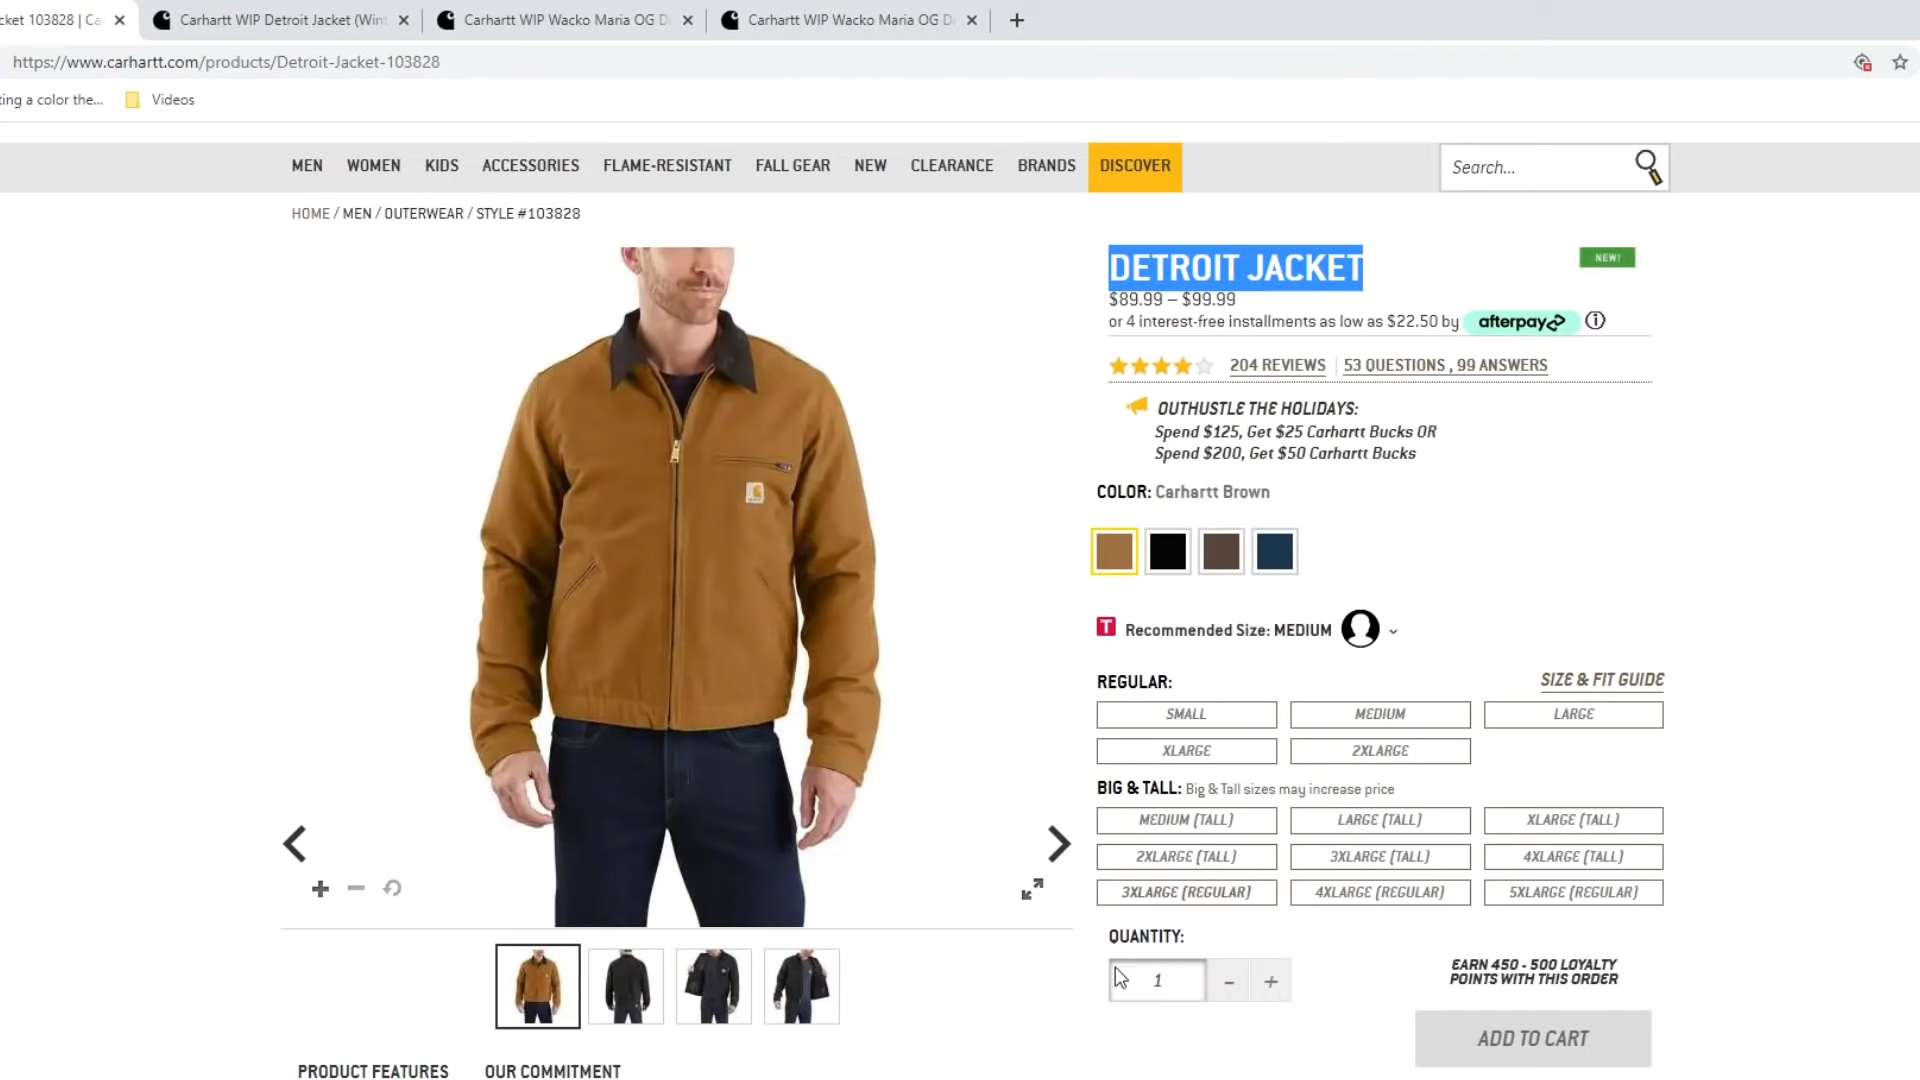 cket 103828 | Ca
Carhartt WIP Detroit Jacket (Wint
Carhartt WIP Wacko Maria OG D
Carhartt WIP Wacko Maria OG D
https://www.carhartt.com/products/Detroit-Jacket-103828
ting a color the...
Videos
MEN WOMEN KIDS ACCESSORIES FLAME-RESISTANT FALL GEAR NEW CLEARANCE BRANDS DISCOVER
Search...
HOME / MEN / OUTERWEAR / STYLE #103828
DETROIT JACKET
NEW!
$89.99 – $99.99
or 4 interest-free installments as low as $22.50 by afterpay
204 REVIEWS 53 QUESTIONS , 99 ANSWERS
OUTHUSTLE THE HOLIDAYS:
Spend $125, Get $25 Carhartt Bucks OR
Spend $200, Get $50 Carhartt Bucks
COLOR: Carhartt Brown
T Recommended Size: MEDIUM
REGULAR:
SIZE & FIT GUIDE
SMALL MEDIUM LARGE
XLARGE 2XLARGE
BIG & TALL: Big & Tall sizes may increase price
MEDIUM (TALL) LARGE (TALL) XLARGE (TALL)
2XLARGE (TALL) 3XLARGE (TALL) 4XLARGE (TALL)
3XLARGE (REGULAR) 4XLARGE (REGULAR) 5XLARGE (REGULAR)
QUANTITY:
1 - +
EARN 450 - 500 LOYALTY
POINTS WITH THIS ORDER
ADD TO CART
PRODUCT FEATURES OUR COMMITMENT